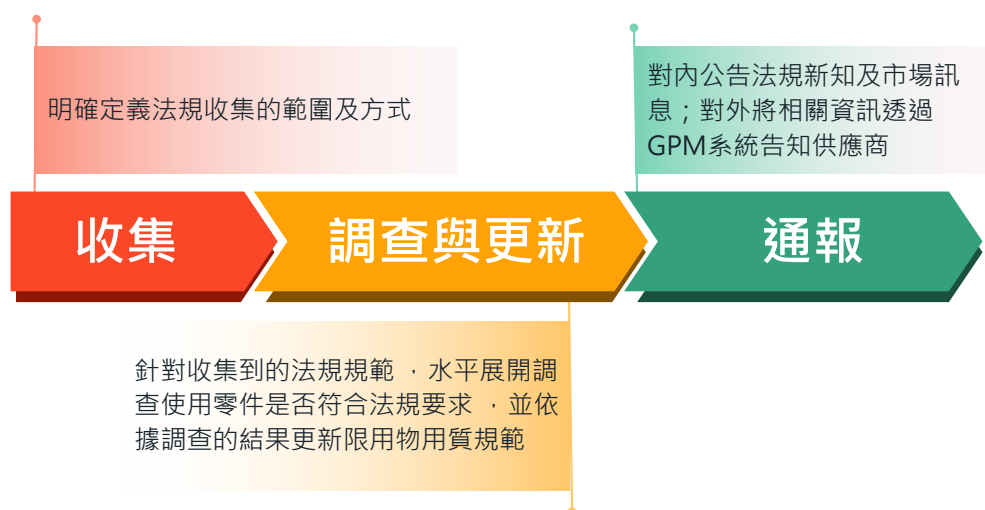 明確定義法規收集的範圍及方式
對內公告法規新知及市場訊
息；對外將相關資訊透過
GPM系統告知供應商
收集
調查與更新
通報
針對收集到的法規規範 ，水平展開調
查使用零件是否符合法規要求 ，並依
據調查的結果更新限用物用質規範